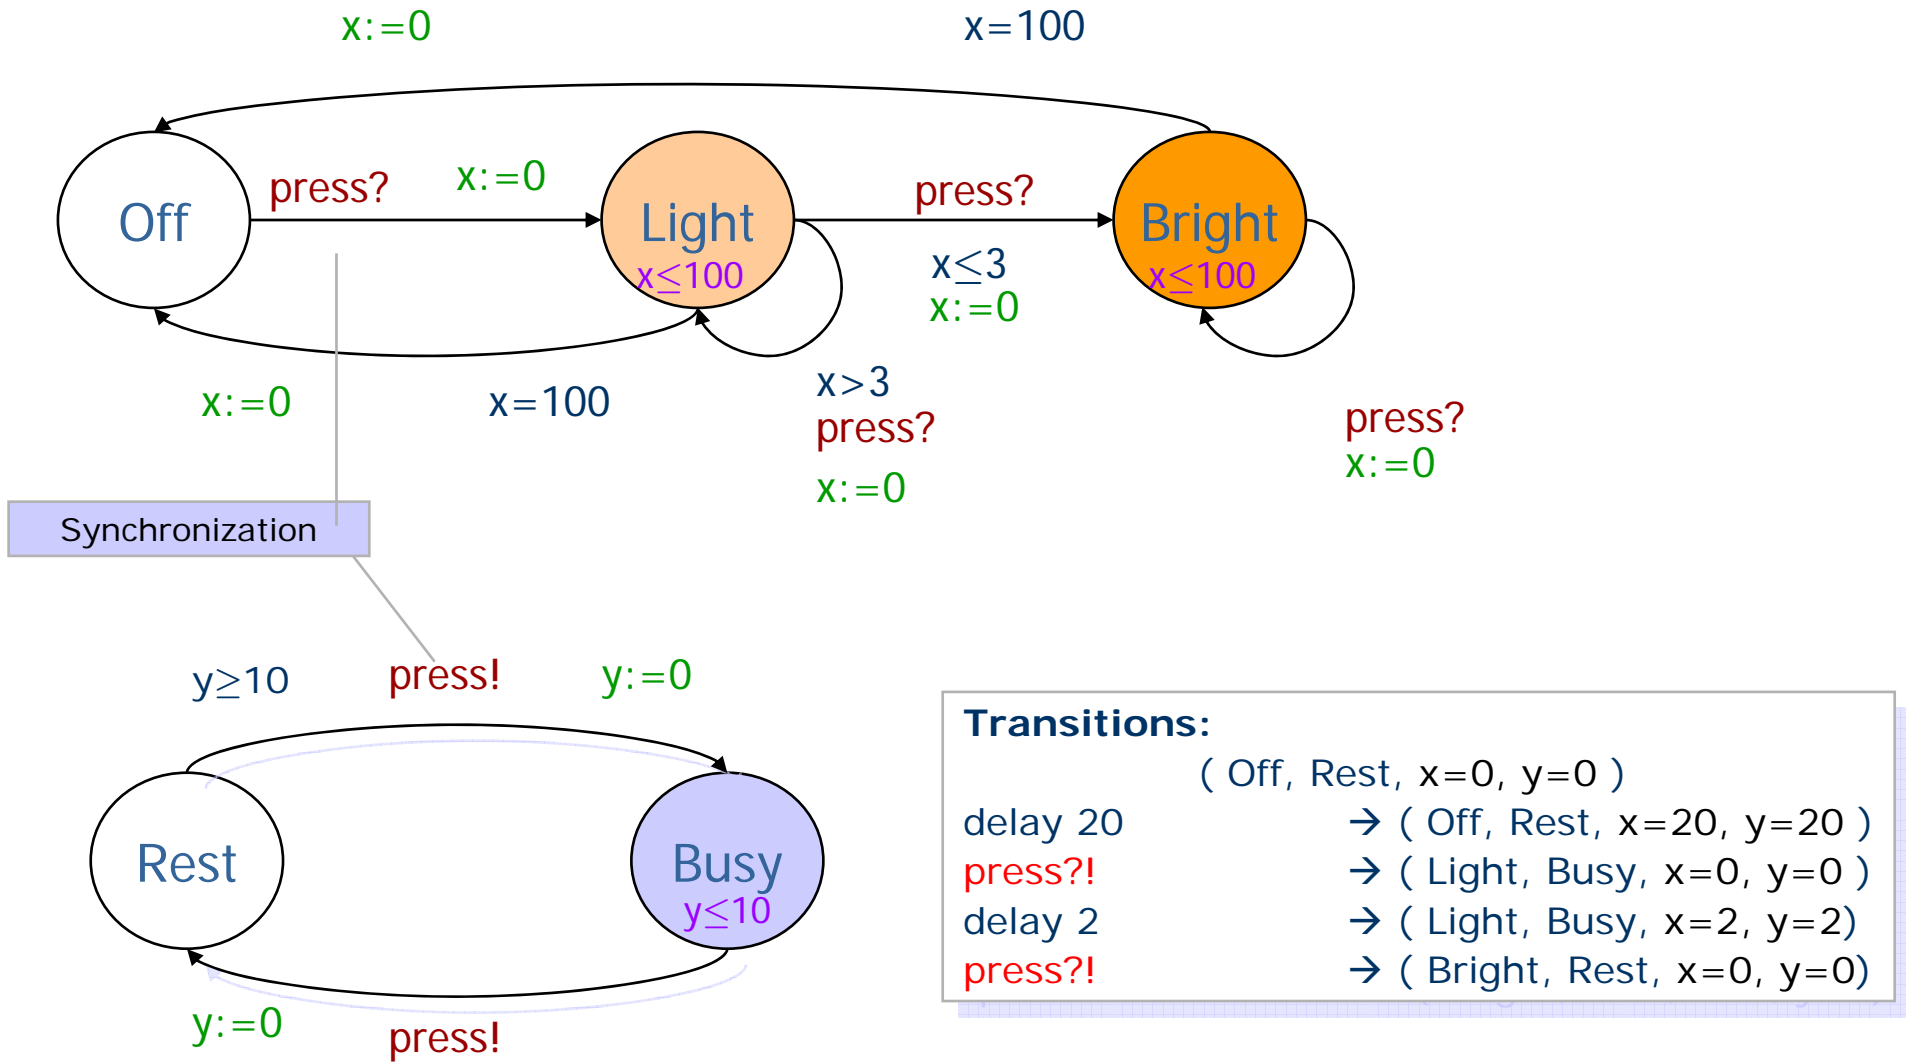 x:=0 x=100
press? x:=0 press?
Off Light Bright
x≤100 x≤3 x≤100
x:=0
x:=0 x=100 x>3
press? press?
x:=0 x:=0
Synchronization
y≥10 press! y:=0
Rest Busy
y≤10
y:=0 press!
Transitions:
( Off, Rest, x=0, y=0 )
delay 20 → ( Off, Rest, x=20, y=20 )
press?! → ( Light, Busy, x=0, y=0 )
delay 2 → ( Light, Busy, x=2, y=2)
press?! → ( Bright, Rest, x=0, y=0)